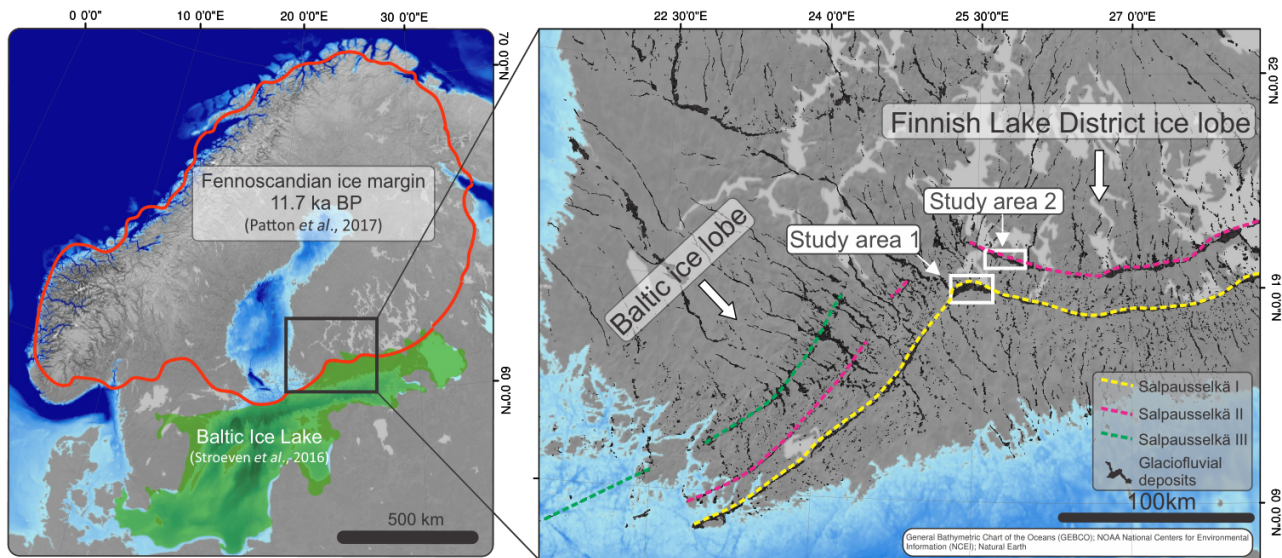 0 0'0"E
10 0'0"E
20 0'0"E
30 0'0"E
70 0'0"N
60 0'0"N
Fennoscandian ice margin
11.7 ka BP
(Patton et al., 2017)
Baltic Ice Lake
(Stroeven et al., 2016)
500 km
22 30'0"E
24 0'0"E
25 30'0"E
27 0'0"E
62 0'0"N
61 0'0"N
60 0'0"N
Finnish Lake District ice lobe
Study area 2
Study area 1
Baltic ice lobe
Salpausselkä I
Salpausselkä II
Salpausselkä III
Glaciofluvial
deposits
100km
General Bathymetric Chart of the Oceans (GEBCO); NOAA National Centers for Environmental
Information (NCEI); Natural Earth